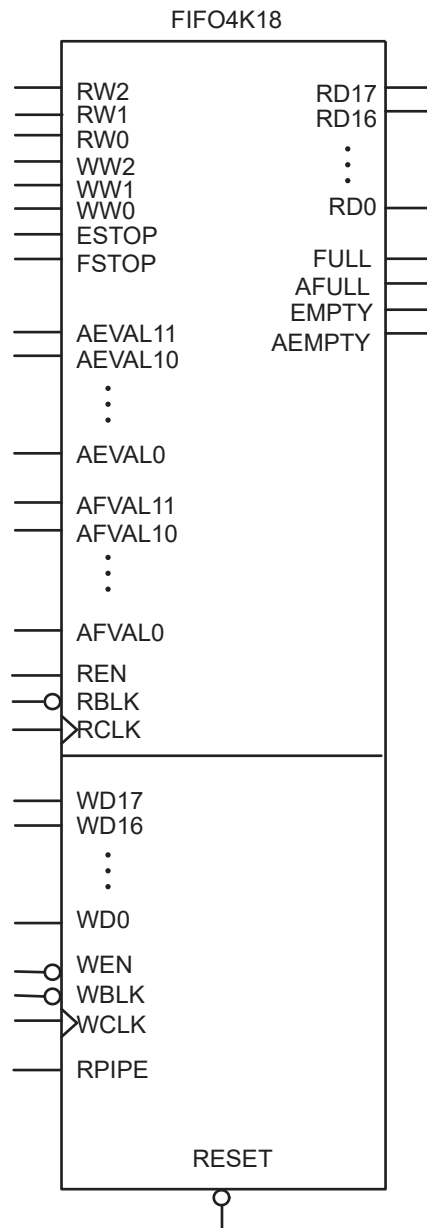 FIFO4K18
RW2
RW1
RW0
WW2
WW1
WW0
ESTOP
FSTOP
AEVAL11
AEVAL10
AEVAL0
AFVAL11
AFVAL10
AFVAL0
REN
RBLK
RCLK
RD17
RD16
RD0
FULL
AFULL
EMPTY
AEMPTY
WD17
WD16
WD0
WEN
WBLK
WCLK
RPIPE
RESET